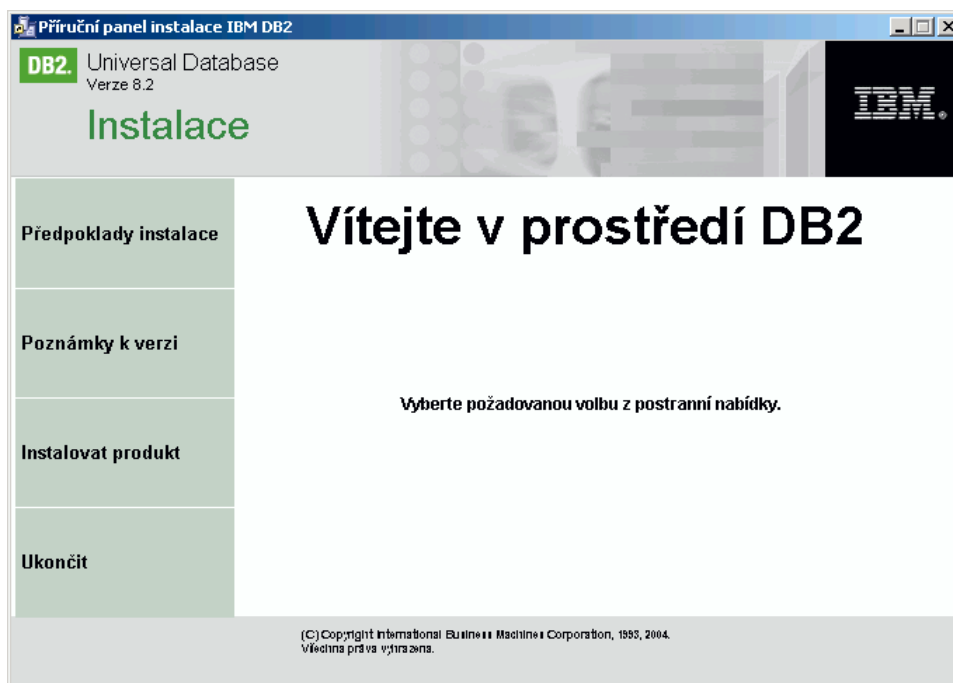 Příruční panel instalace IBM DB2
DB2. Universal Database
Verze 8.2
Instalace
IBM.
Předpoklady instalace
Vítejte v prostředí DB2
Poznámky k verzi
Vyberte požadovanou volbu z postranní nabídky.
Instalovat produkt
Ukončit
(C) Copyright International Business Machines Corporation, 1993, 2004.
Všechna práva vyhrazena.